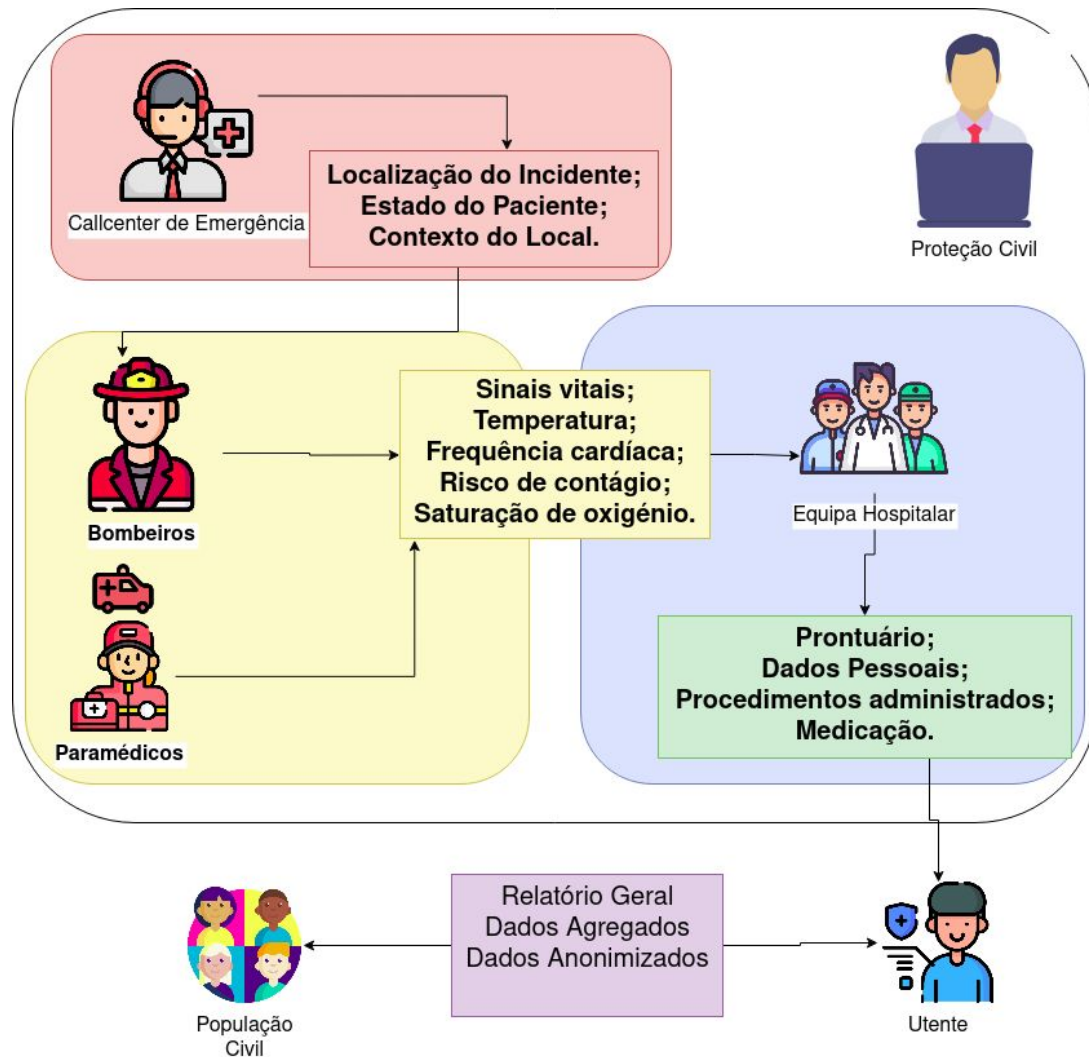 Callcenter de Emergência
Localização do Incidente;
Estado do Paciente;
Contexto do Local.
Proteção Civil
Bombeiros
Paramédicos
Sinais vitais;
Temperatura;
Frequência cardíaca;
Risco de contágio;
Saturação de oxigénio.
Equipa Hospitalar
Prontuário;
Dados Pessoais;
Procedimentos administrados;
Medicação.
População
Civil
Relatório Geral
Dados Agregados
Dados Anonimizados
Utente